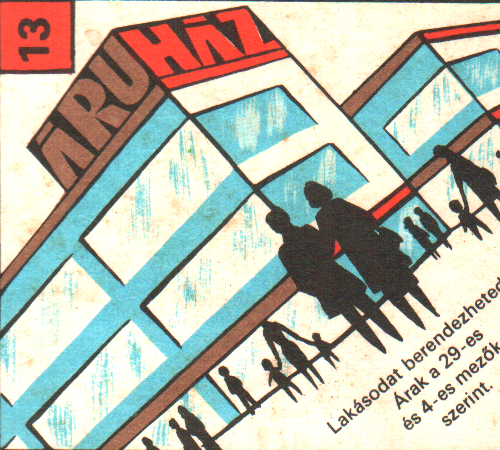 13
ÁRUHÁZ
Lakásodat berendezheted
Árak a 29-es
és 4-es mezők
szerint.